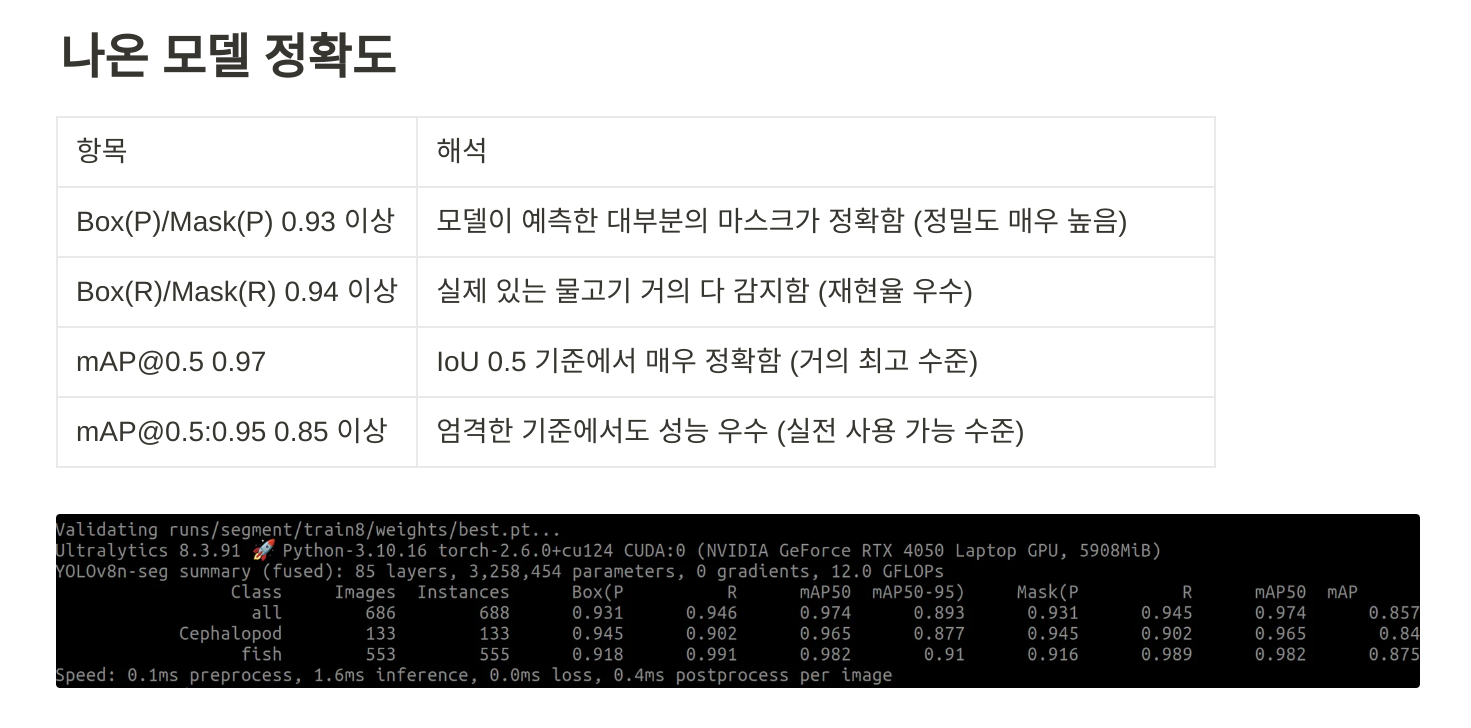 나온 모델 정확도
항목 해석
Box(P)/Mask(P) 0.93 이상 모델이 예측한 대부분의 마스크가 정확함 (정밀도 매우 높음)
Box(R)/Mask(R) 0.94 이상 실제 있는 물고기 거의 다 감지함 (재현율 우수)
mAP@0.5 0.97 IoU 0.5 기준에서 매우 정확함 (거의 최고 수준)
mAP@0.5:0.95 0.85 이상 엄격한 기준에서도 성능 우수 (실전 사용 가능 수준)
Validating runs/segment/train8/weights/best.pt...
Ultralytics 8.3.91 🚀 Python-3.10.16 torch-2.6.0+cu124 CUDA:0 (NVIDIA GeForce RTX 4050 Laptop GPU, 5908MiB)
YOLOv8n-seg summary (fused): 85 layers, 3,258,454 parameters, 0 gradients, 12.0 GFLOPs
Class Images Instances Box(P R mAP50 mAP50-95) Mask(P R mAP50 mAP
all 686 688 0.931 0.946 0.974 0.893 0.931 0.945 0.974 0.857
Cephalopod 133 133 0.945 0.902 0.965 0.877 0.945 0.902 0.965 0.84
fish 553 555 0.918 0.991 0.982 0.91 0.916 0.989 0.982 0.875
Speed: 0.1ms preprocess, 1.6ms inference, 0.0ms loss, 0.4ms postprocess per image